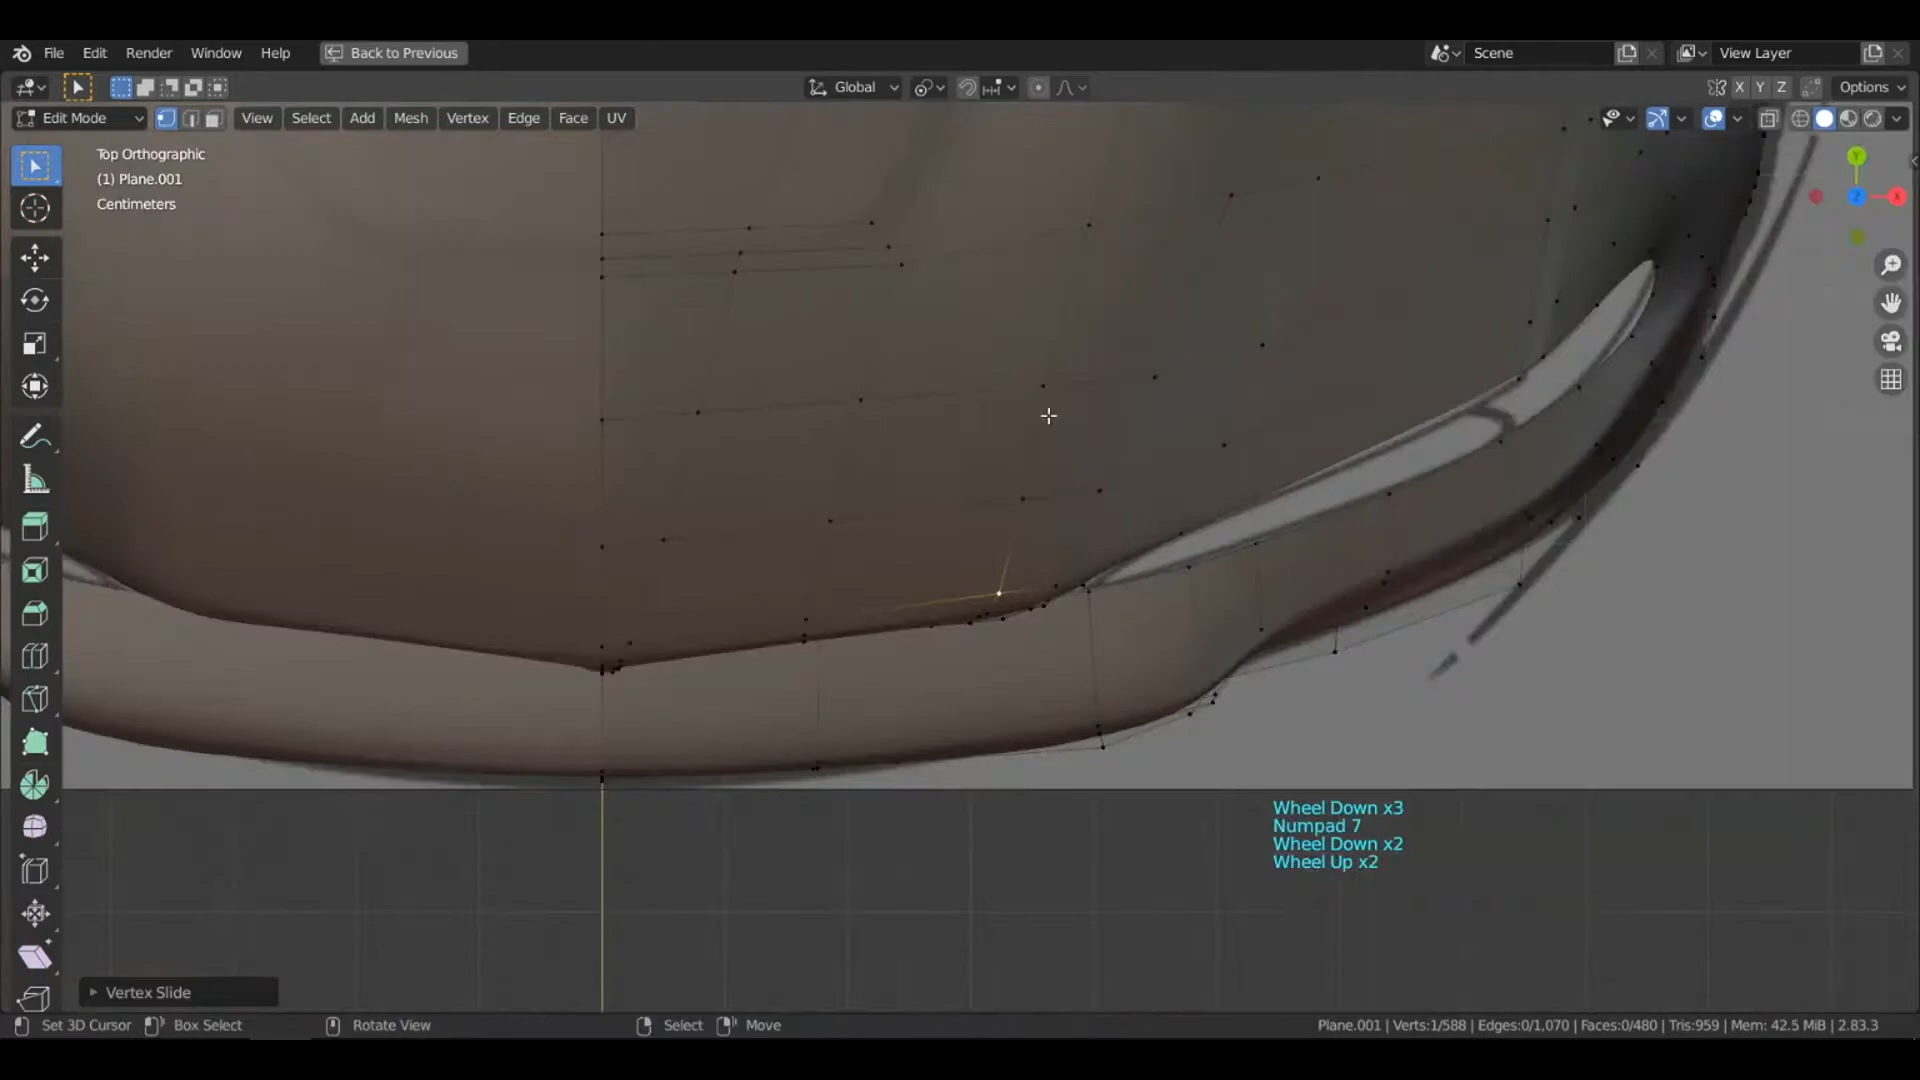 File Edit Render Window Help Back to Previous Scene View Layer
Global X Y Z Options
Edit Mode View Select Add Mesh Vertex Edge Face UV
Top Orthographic
(1) Plane.001
Centimeters
Y
Z X
Wheel Down x3
Numpad 7
Wheel Down x2
Wheel Up x2
Vertex Slide
Set 3D Cursor Box Select Rotate View Select Move Plane.001 | Verts:1/588 | Edges:0/1,070 | Faces:0/480 | Tris:959 | Mem: 42.5 MiB | 2.83.3